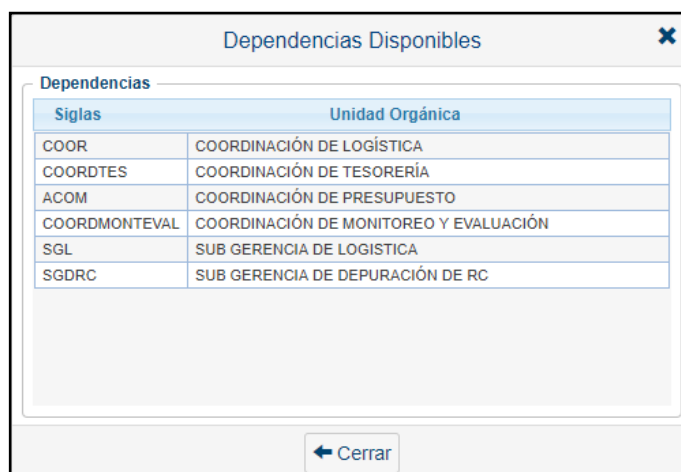 Dependencias Disponibles
Dependencias
Siglas Unidad Orgánica
COOR COORDINACIÓN DE LOGÍSTICA
COORDTES COORDINACIÓN DE TESORERÍA
ACOM COORDINACIÓN DE PRESUPUESTO
COORDMONTEVAL COORDINACIÓN DE MONITOREO Y EVALUACIÓN
SGL SUB GERENCIA DE LOGISTICA
SGDRC SUB GERENCIA DE DEPURACIÓN DE RC
Cerrar